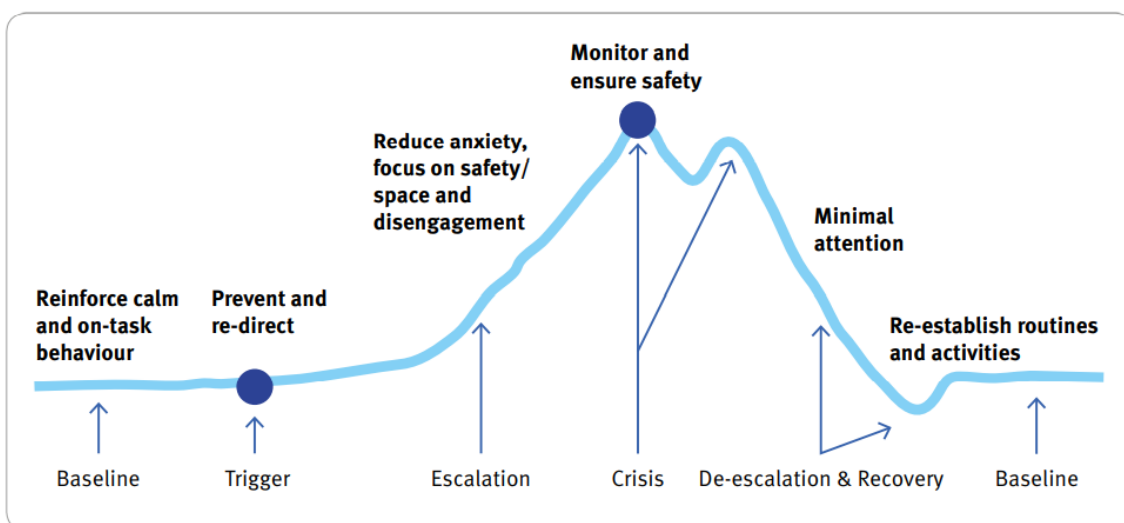 Monitor and
ensure safety
Reduce anxiety,
focus on safety/
space and
disengagement
Minimal
attention
Reinforce calm
and on-task
behaviour
Prevent and
re-direct
Re-establish routines
and activities
Baseline
Trigger
Escalation
Crisis
De-escalation & Recovery
Baseline